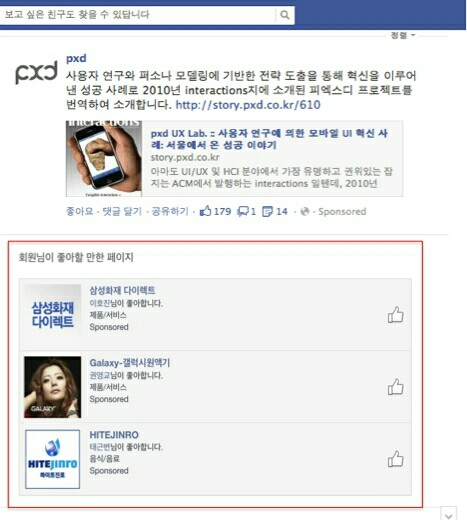 보고 싶은 친구도 찾을 수 있답니다
정렬
pxd
pxd
사용자 연구와 퍼소나 모델링에 기반한 전략 도출을 통해 혁신을 이루어
낸 성공 사례로 2010년 interactions지에 소개된 피엑스디 프로젝트를
번역하여 소개합니다. http://story.pxd.co.kr/610
interactions
pxd UX Lab. :: 사용자 연구에 의한 모바일 UI 혁신 사
례: 서울에서 온 성공 이야기
story.pxd.co.kr
아마도 UI/UX 및 HCI 분야에서 가장 유명하고 권위있는 잡
지는 ACM에서 발행하는 interactions 일텐데, 2010년
좋아요 · 댓글 달기 · 공유하기 · 179 1 14 · Sponsored
회원님이 좋아할 만한 페이지
삼성화재
다이렉트
삼성화재 다이렉트
이호진님이 좋아합니다.
제품/서비스
Sponsored
GALAXY
Galaxy-갤럭시원액기
권영교님이 좋아합니다.
제품/서비스
Sponsored
HITEJINRO
하이트진로
HITEJINRO
태근번님이 좋아합니다.
음식/음료
Sponsored